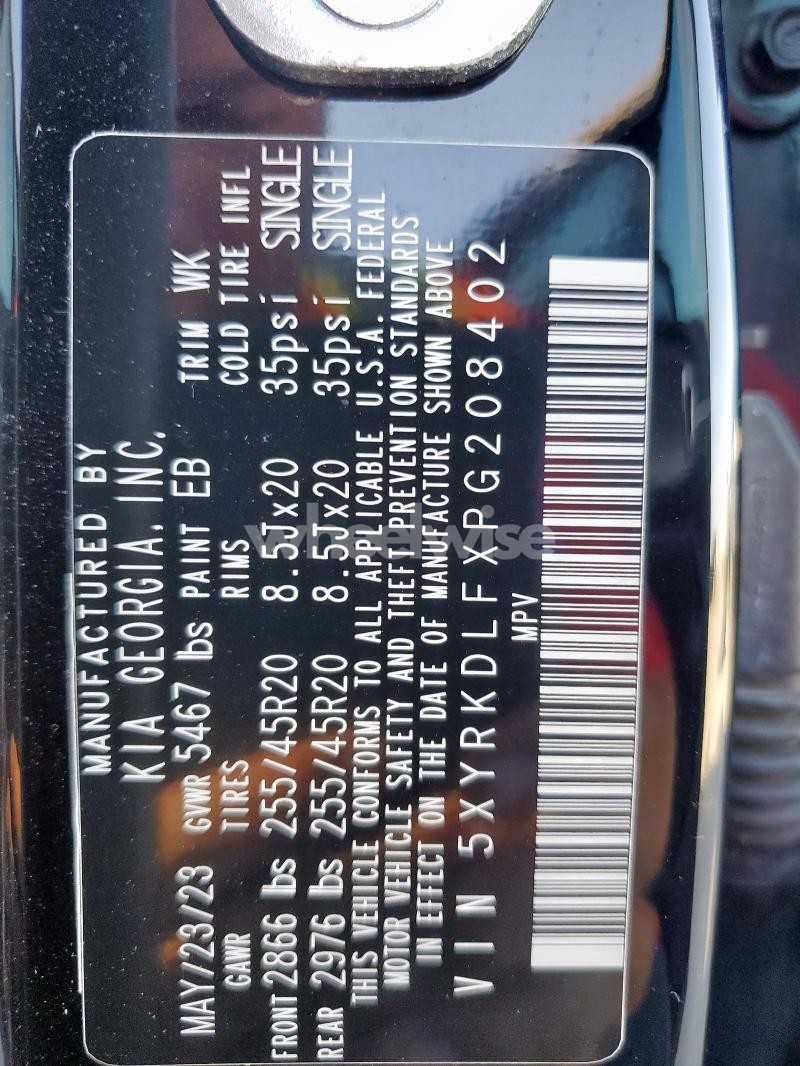 MANUFACTURED BY
KIA GEORGIA, INC.
MAY/23/23 GVWR 5467 lbs PAINT EB TRIM WK
GAWR TIRES RIMS COLD TIRE INFL
FRONT 2866 lbs 255/45R20 8.5Jx20 35psi SINGLE
REAR 2976 lbs 255/45R20 8.5Jx20 35psi SINGLE
THIS VEHICLE CONFORMS TO ALL APPLICABLE U.S.A. FEDERAL
MOTOR VEHICLE SAFETY AND THEFT PREVENTION STANDARDS
IN EFFECT ON THE DATE OF MANUFACTURE SHOWN ABOVE
VIN 5XYRKDLFXPG208402
MPV
wheelwise